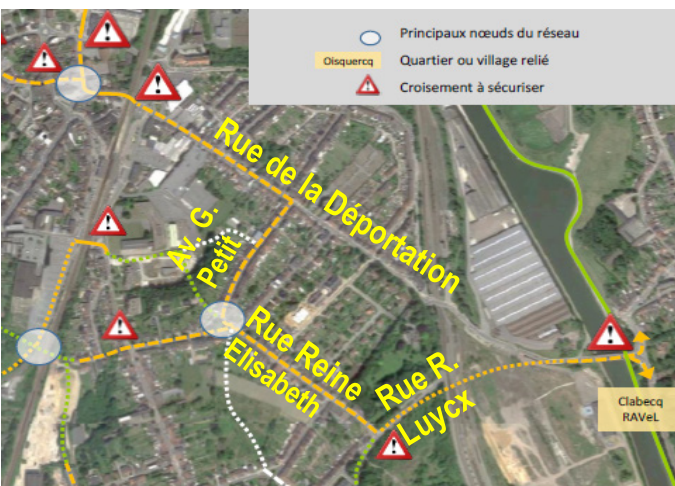 Principaux nœuds du réseau
Oisquercq
Quartier ou village relié
Croisement à sécuriser
Rue de la Déportation
Av. G.
Petit
Rue Reine
Elisabeth
Rue R.
Luycx
Clabecq
RAVeL